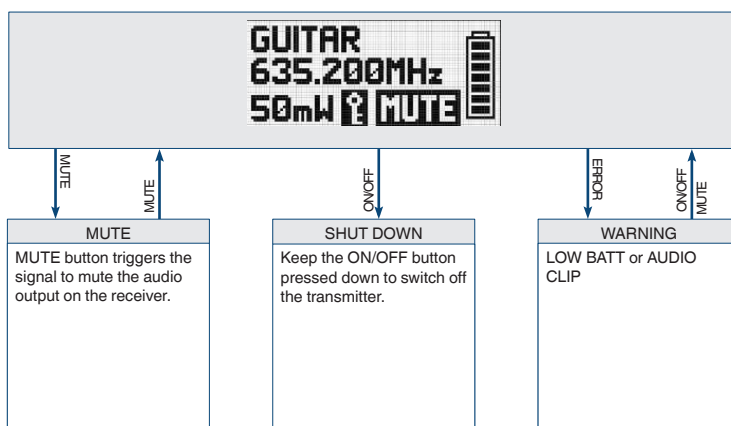 GUITAR
635.200MHz
50mW MUTE
MUTE
MUTE
ON/OFF
ERROR
ON/OFF
MUTE
MUTE
MUTE button triggers the
signal to mute the audio
output on the receiver.
SHUT DOWN
Keep the ON/OFF button
pressed down to switch off
the transmitter.
WARNING
LOW BATT or AUDIO
CLIP